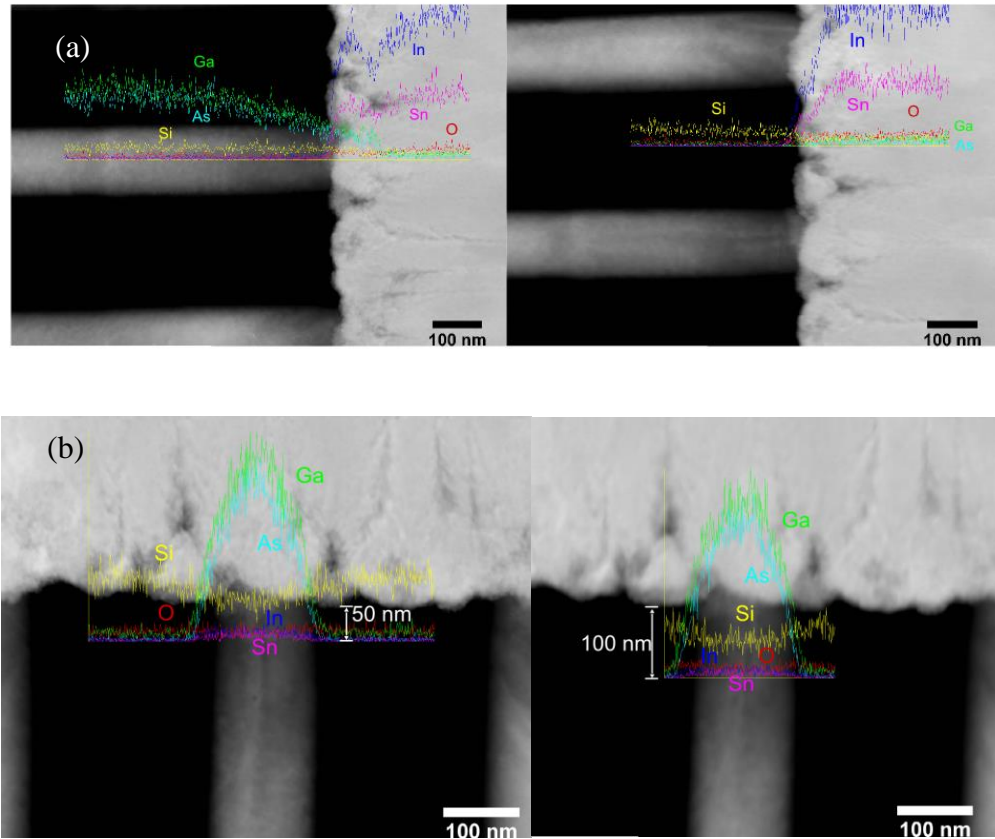 (a)
Ga
As
Si
In
Sn
O
100 nm
In
Si
Sn
O
Ga
As
100 nm
(b)
Ga
As
Si
O
In
50 nm
Sn
100 nm
Ga
As
Si
100 nm
In
O
Sn
100 nm